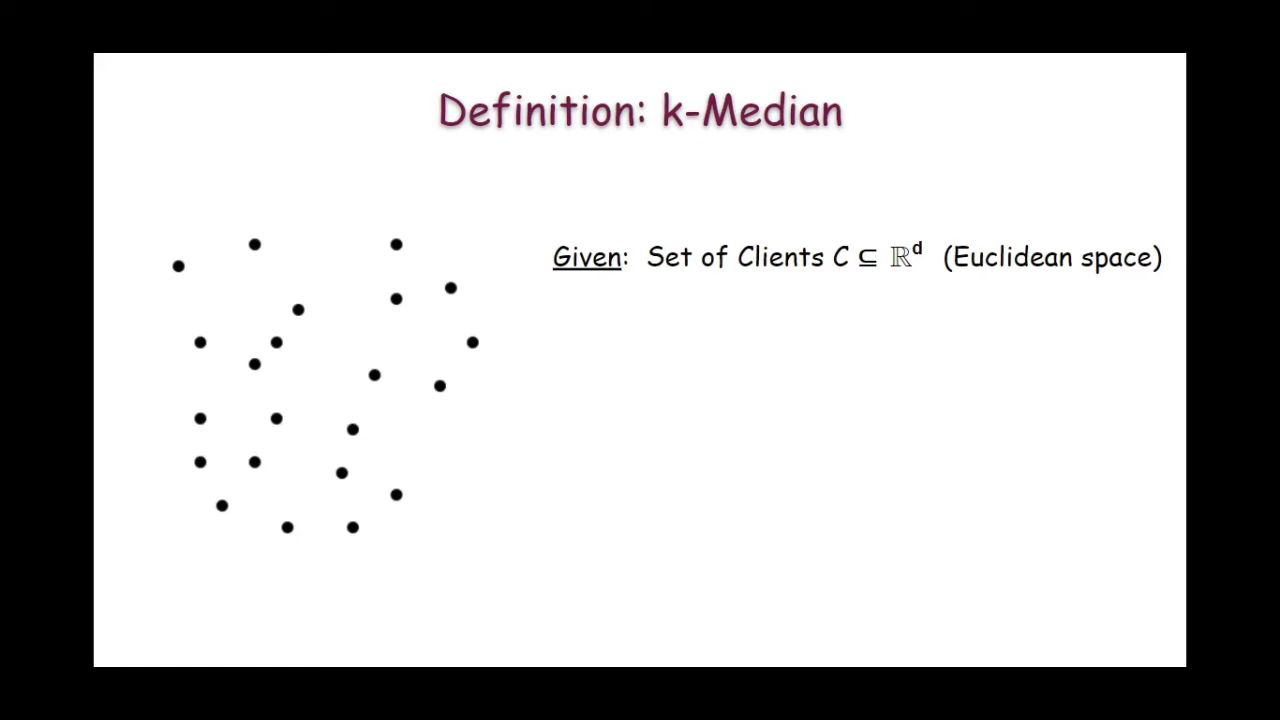 Definition: k-Median
Given: Set of Clients C ⊆ ℝᵈ (Euclidean space)